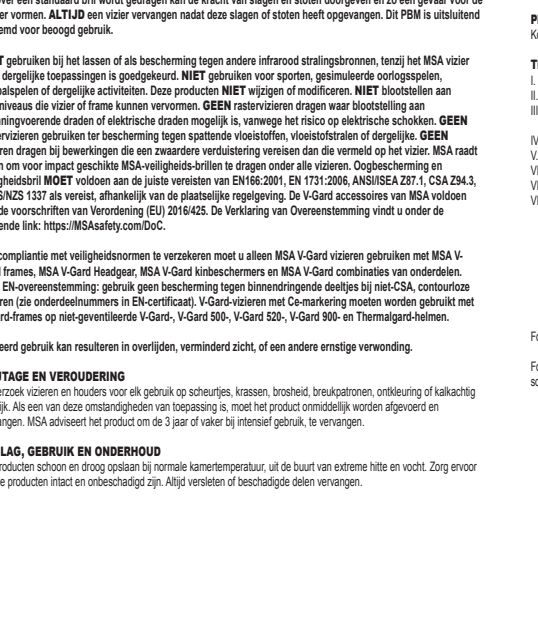 over een standaard bril wordt gedragen kan de kracht van slagen en stoten doorgeven en zo een gevaar voor de
vormen. ALTIJD een vizier vervangen nadat deze slagen of stoten heeft opgevangen. Dit PBM is uitsluitend
voor beoogd gebruik.
gebruiken bij het lassen of als bescherming tegen andere infrarood stralingsbronnen, tenzij het MSA vizier
dergelijke toepassingen is goedgekeurd. NIET gebruiken voor sporten, gesimuleerde oorlogsspelen,
of dergelijke activiteiten. Deze producten NIET wijzigen of modificeren. NIET blootstellen aan
die vizier of frame kunnen vervormen. GEEN rastervizieren dragen waar blootstelling aan
draden of elektrische draden mogelijk is, vanwege het risico op elektrische schokken. GEEN
gebruiken ter bescherming tegen spattende vloeistoffen, vloeistofstralen of dergelijke. GEEN
dragen bij bewerkingen die een zwaardere verduistering vereisen dan die vermeld op het vizier. MSA raadt
om voor impact geschikte MSA-veiligheids-brillen te dragen onder alle vizieren. Oogbescherming en
MOET voldoen aan de juiste vereisten van EN166:2001, EN 1731:2006, ANSI/ISEA Z87.1, CSA Z94.3,
/NZS 1337 als vereist, afhankelijk van de plaatselijke regelgeving. De V-Gard accessoires van MSA voldoen
de voorschriften van Verordening (EU) 2016/425. De Verklaring van Overeenstemming vindt u onder de
link: https://MSAsafety.com/DoC.
compliantie met veiligheidsnormen te verzekeren moet u alleen MSA V-Gard vizieren gebruiken met MSA V-
frames, MSA V-Gard Headgear, MSA V-Gard kinbeschermers en MSA V-Gard combinaties van onderdelen.
EN-overeenstemming: gebruik geen bescherming tegen binnendringende deeltjes bij niet-CSA, contourloze
(zie onderdeelnummers in EN-certificaat). V-Gard-vizieren met Ce-markering moeten worden gebruikt met
-frames op niet-geventileerde V-Gard-, V-Gard 500-, V-Gard 520-, V-Gard 900- en Thermalgard-helmen.
gebruik kan resulteren in overlijden, verminderd zicht, of een andere ernstige verwonding.
EN VEROUDERING
vizieren en houders voor elk gebruik op scheurtjes, krassen, brosheid, breukpatronen, ontkleuring of kalkachtig
Als een van deze omstandigheden van toepassing is, moet het product onmiddellijk worden afgevoerd en
MSA adviseert het product om de 3 jaar of vaker bij intensief gebruik, te vervangen.
GEBRUIK EN ONDERHOUD
schoon en droog opslaan bij normale kamertemperatuur, uit de buurt van extreme hitte en vocht. Zorg ervoor
producten intact en onbeschadigd zijn. Altijd versleten of beschadigde delen vervangen.
I.
II.
V.